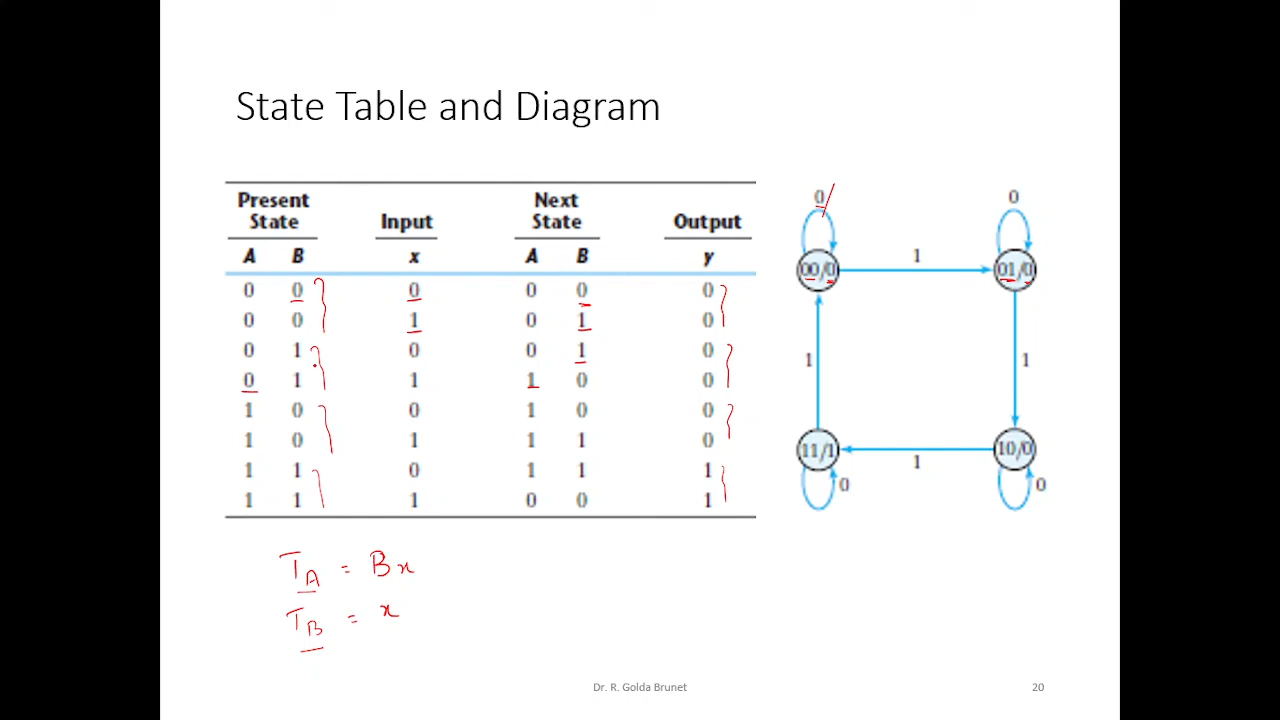 State Table and Diagram
Present State Input Next State Output
A B x A B y
0 0 0 0 0 0
0 0 1 0 1 0
0 1 0 0 1 0
0 1 1 1 0 0
1 0 0 1 0 0
1 0 1 1 1 0
1 1 0 1 1 1
1 1 1 0 0 1
0 0
00/0 1 01/0
1 1
11/1 1 10/0
0 0
T_A = Bx
T_B = x
Dr. R. Golda Brunet 20